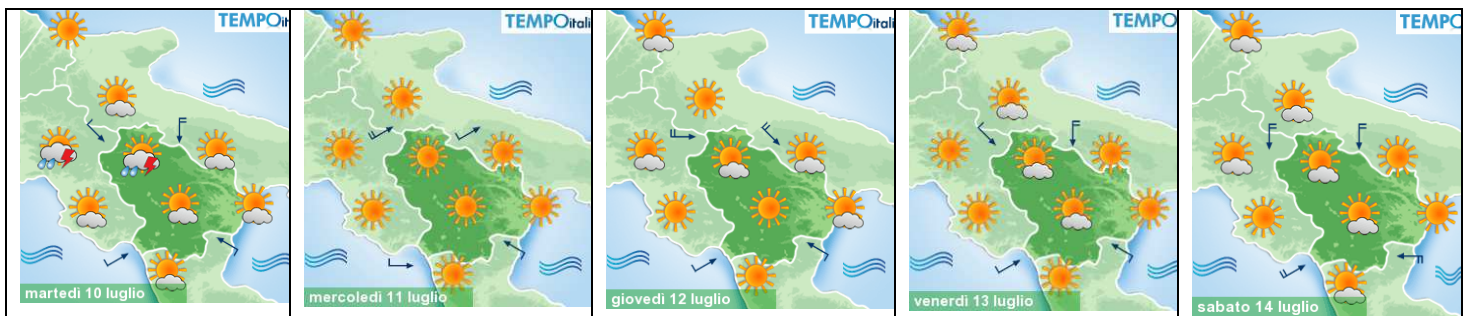 TEMPOit
TEMPOitali
TEMPOitali
TEMPO
TEMPO
martedì 10 luglio
mercoledì 11 luglio
giovedì 12 luglio
venerdì 13 luglio
sabato 14 luglio